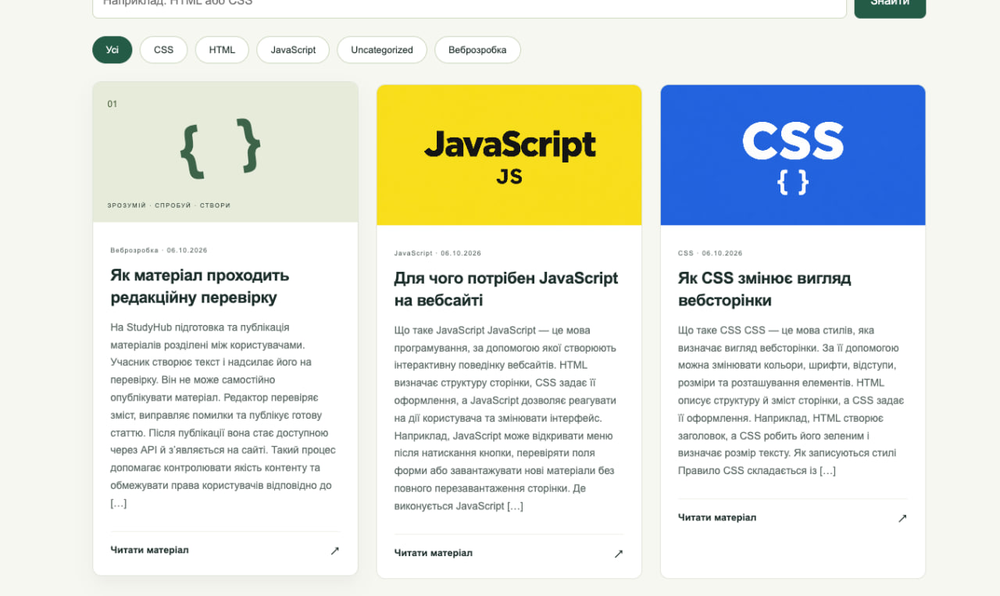 Наприклад: HTML або CSS
Знайти
Усі
CSS
HTML
JavaScript
Uncategorized
Веброзробка
01
{ }
ЗРОЗУМІЙ · СПРОБУЙ · СТВОРИ
Веброзробка · 06.10.2026
Як матеріал проходить
редакційну перевірку
На StudyHub підготовка та публікація
матеріалів розділені між користувачами.
Учасник створює текст і надсилає його на
перевірку. Він не може самостійно
опублікувати матеріал. Редактор перевіряє
зміст, виправляє помилки та публікує готову
статтю. Після публікації вона стає доступною
через API й з’являється на сайті. Такий процес
допомагає контролювати якість контенту та
обмежувати права користувачів відповідно до
[…]
Читати матеріал
↗
JavaScript
JS
JavaScript · 06.10.2026
Для чого потрібен JavaScript
на вебсайті
Що таке JavaScript JavaScript — це мова
програмування, за допомогою якої створюють
інтерактивну поведінку вебсайтів. HTML
визначає структуру сторінки, CSS задає її
оформлення, а JavaScript дозволяє реагувати
на дії користувача та змінювати інтерфейс.
Наприклад, JavaScript може відкривати меню
після натискання кнопки, перевіряти поля
форми або завантажувати нові матеріали без
повного перезавантаження сторінки. Де
виконується JavaScript […]
Читати матеріал
↗
CSS
{ }
CSS · 06.10.2026
Як CSS змінює вигляд
вебсторінки
Що таке CSS CSS — це мова стилів, яка
визначає вигляд вебсторінки. За її допомогою
можна змінювати кольори, шрифти, відступи,
розміри та розташування елементів. HTML
описує структуру й зміст сторінки, а CSS задає
її оформлення. Наприклад, HTML створює
заголовок, а CSS робить його зеленим і
визначає розмір тексту. Як записуються стилі
Правило CSS складається із […]
Читати матеріал
↗